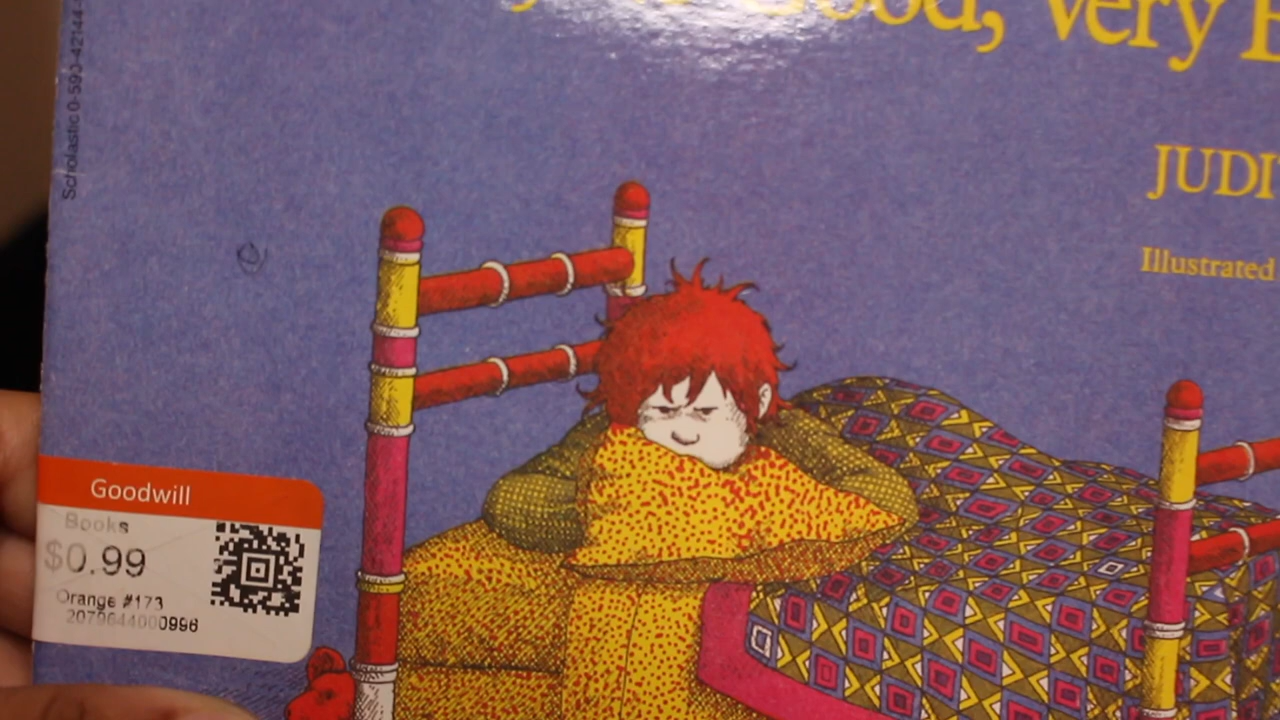 Good, Very B
JUDI
Illustrated
Scholastic 0-590-42144-
Goodwill
Books
$0.99
Orange #173
2079644000996